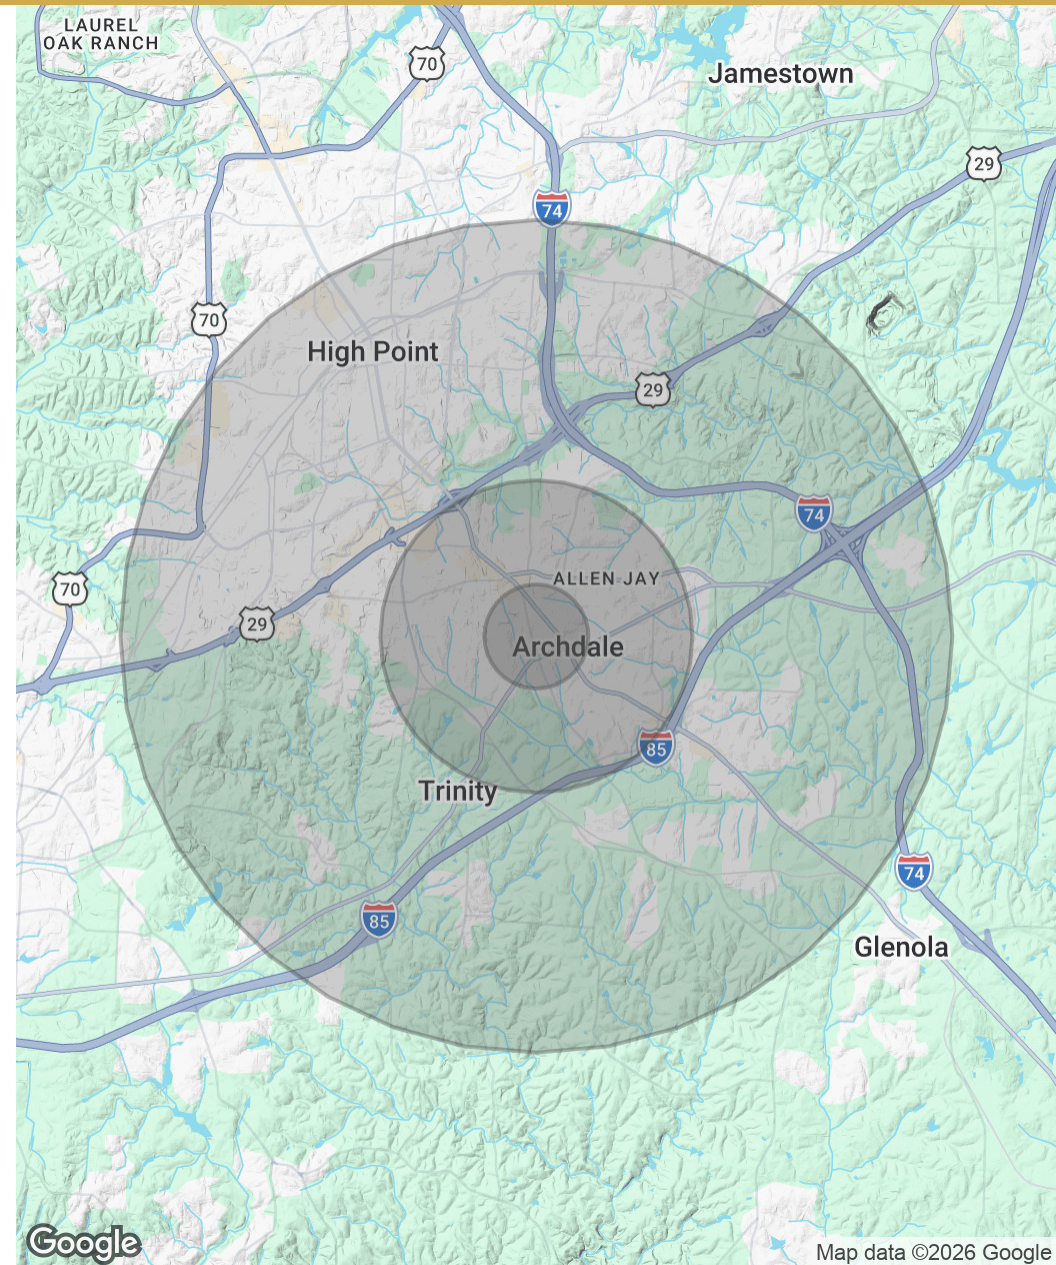 LAUREL
OAK RANCH
70
Jamestown
29
74
70
High Point
29
74
ALLEN JAY
70
29
Archdale
85
Trinity
74
85
Glenola
Google
Map data ©2026 Google